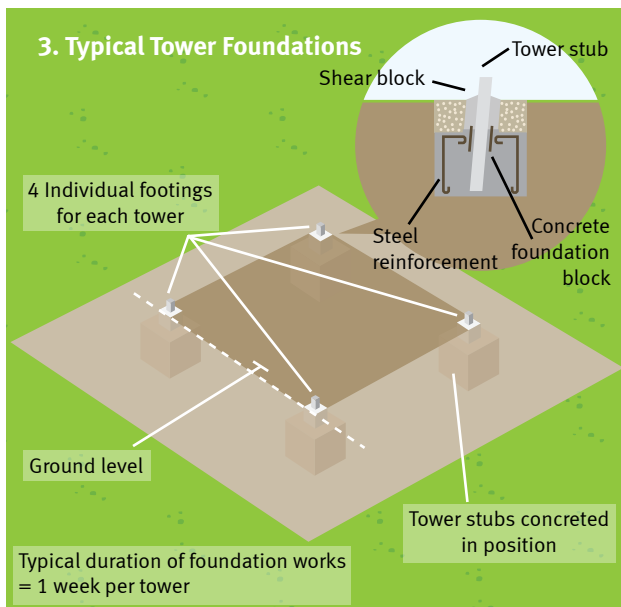 3. Typical Tower Foundations
Tower stub
Shear block
4 Individual footings
for each tower
Steel
reinforcement
Concrete
foundation
block
Ground level
Tower stubs concreted
in position
Typical duration of foundation works
= 1 week per tower